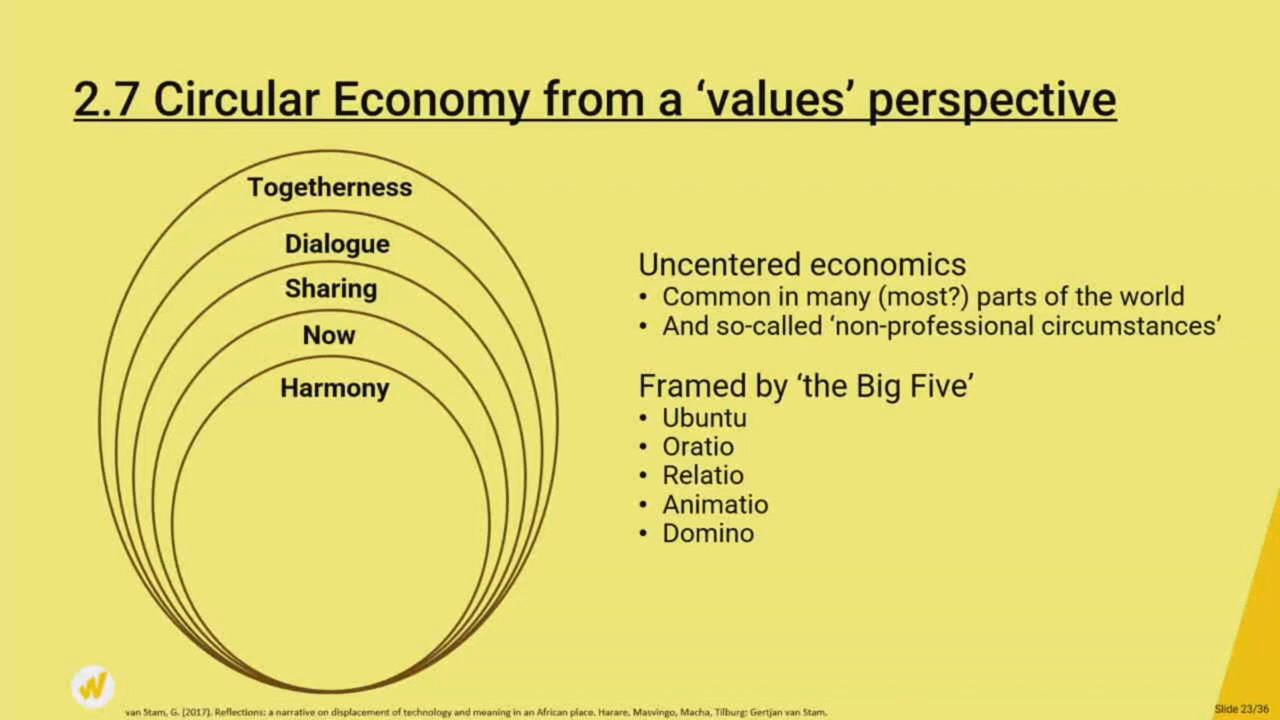 2.7 Circular Economy from a ‘values’ perspective
Togetherness
Dialogue
Sharing
Now
Harmony
Uncentered economics
• Common in many (most?) parts of the world
• And so-called ‘non-professional circumstances’
Framed by ‘the Big Five’
• Ubuntu
• Oratio
• Relatio
• Animatio
• Domino
van Stam, G. (2017). Reflections: a narrative on displacement of technology and meaning in an African place. Harare, Masvingo, Macha, Tilburg: Gertjan van Stam.
Slide 23/36